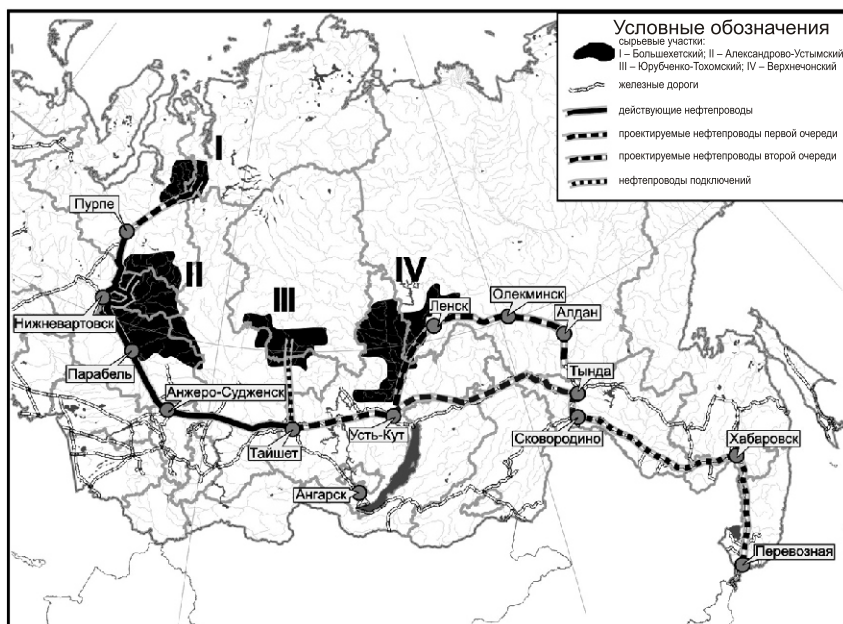 Условные обозначения
сырьевые участки:
I – Большехетский; II – Александрово-Устымский
III – Юрубченко-Тохомский; IV – Верхнечонский
железные дороги
действующие нефтепроводы
проектируемые нефтепроводы первой очереди
проектируемые нефтепроводы второй очереди
нефтепроводы подключений
I
Пурпе
II
IV
III
Олекминск
Ленск
Нижневартовск
Алдан
Парабель
Тында
Анжеро-Судженск
Усть-Кут
Сковородино
Хабаровск
Тайшет
Ангарск
Перевозная